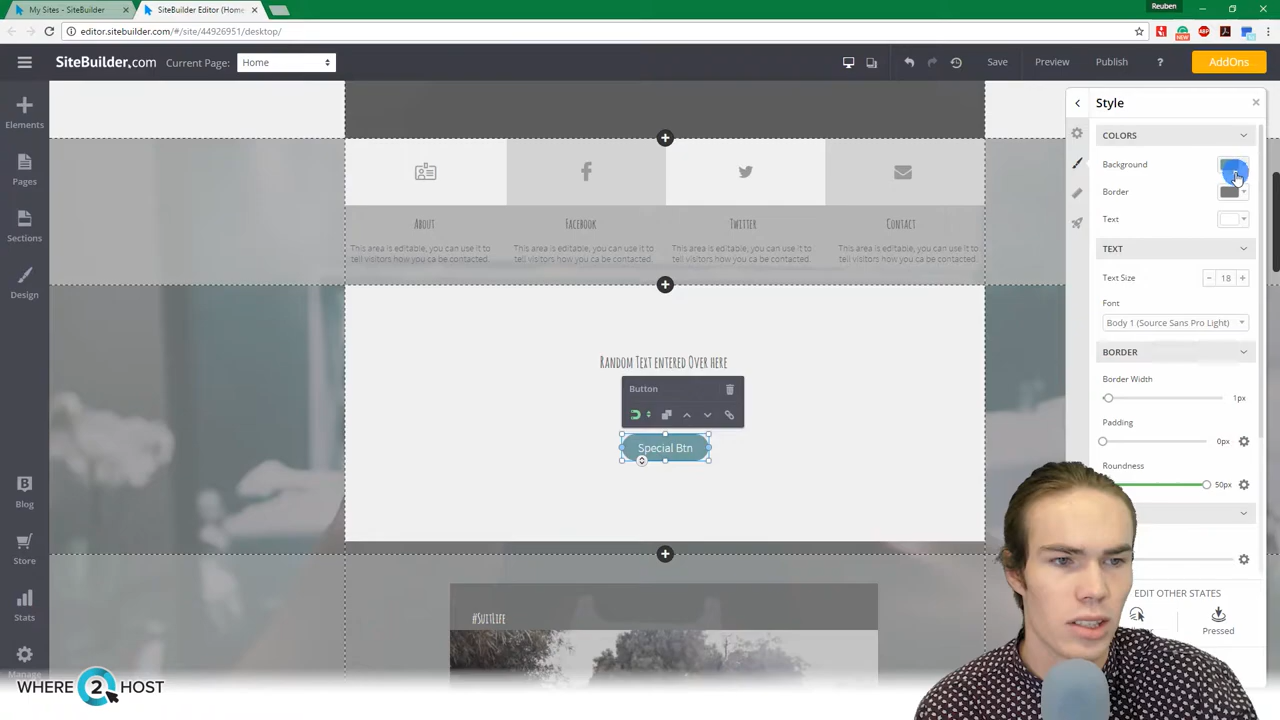 My Sites - SiteBuilder
SiteBuilder Editor (Home
Reuben
editor.sitebuilder.com/#/site/44926951/desktop/
NEW
ABP
SiteBuilder.com
Current Page:
Home
Save
Preview
Publish
?
AddOns
Elements
Pages
Sections
Design
Blog
Store
Stats
Manage
About
Facebook
Twitter
Contact
This area is editable, you can use it to
tell visitors how you ca be contacted.
This area is editable, you can use it to
tell visitors how you ca be contacted.
This area is editable, you can use it to
tell visitors how you ca be contacted.
This area is editable, you can use it to
tell visitors how you ca be contacted.
Random Text entered Over here
Button
Special Btn
#SuitLife
Style
COLORS
Background
Border
Text
TEXT
Text Size
18
Font
Body 1 (Source Sans Pro Light)
BORDER
Border Width
1px
Padding
0px
Roundness
50px
EDIT OTHER STATES
Pressed
WHERE 2 HOST